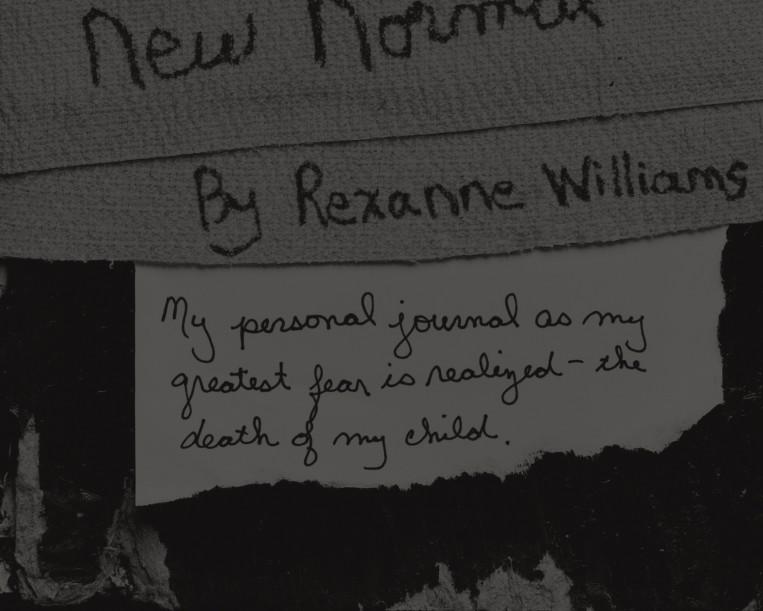 New Normal
By Rexanne Williams
My personal journal as my
greatest fear is realized – the
death of my child.